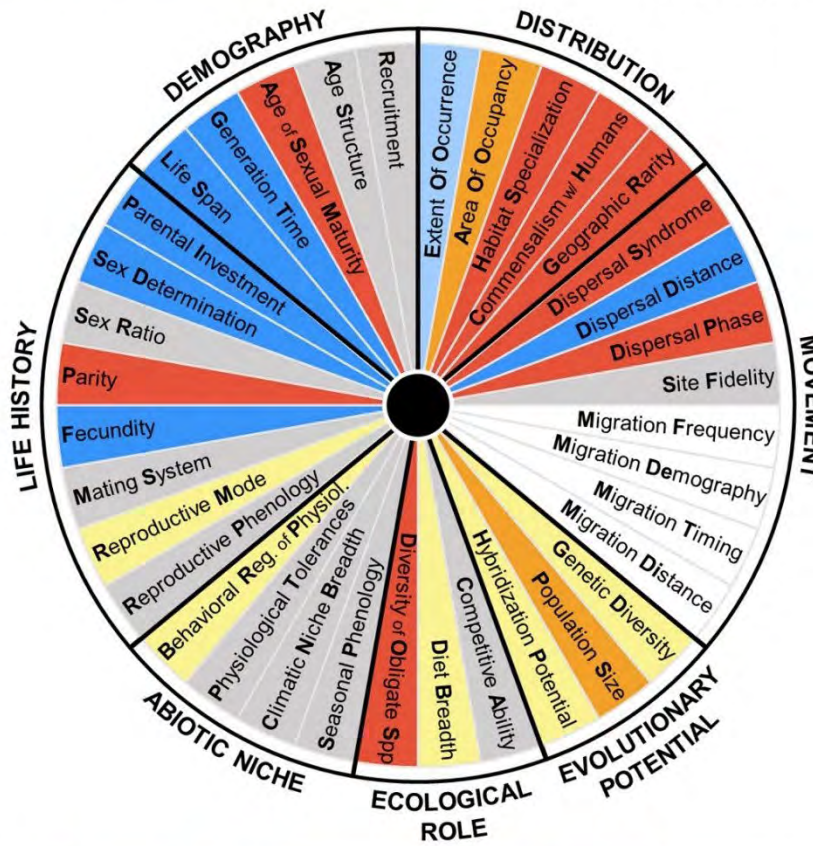 DEMOGRAPHY
Recruitment
Age Structure
Age of Sexual Maturity
Generation Time
Life Span
DISTRIBUTION
Extent Of Occurrence
Area Of Occupancy
Habitat Specialization
Commensalism w/ Humans
Geographic Rarity
MOVEMENT
Dispersal Syndrome
Dispersal Distance
Dispersal Phase
Site Fidelity
Migration Frequency
Migration Demography
Migration Timing
Migration Distance
EVOLUTIONARY
POTENTIAL
Genetic Diversity
Population Size
Hybridization Potential
ECOLOGICAL
ROLE
Competitive Ability
Diet Breadth
Diversity of Obligate Spp
ABIOTIC NICHE
Seasonal Phenology
Climatic Niche Breadth
Physiological Tolerances
Behavioral Reg. of Physiol.
LIFE HISTORY
Reproductive Phenology
Reproductive Mode
Mating System
Fecundity
Parity
Sex Ratio
Sex Determination
Parental Investment